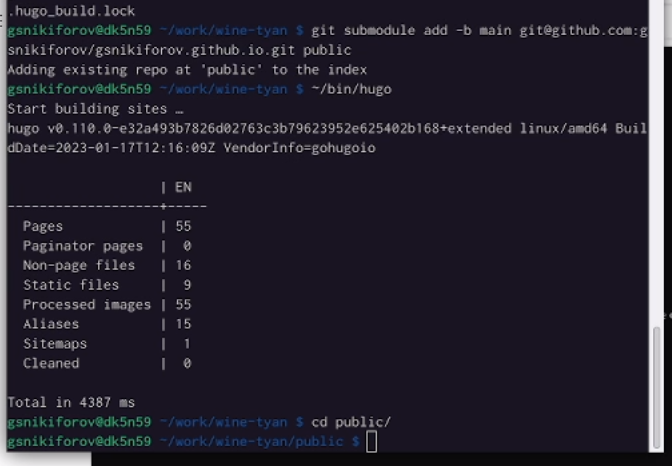 .hugo_build.lock
gsnikiforov@dk5n59 ~/work/wine-tyan $ git submodule add -b main git@github.com:g
snikiforov/gsnikiforov.github.io.git public
Adding existing repo at 'public' to the index
gsnikiforov@dk5n59 ~/work/wine-tyan $ ~/bin/hugo
Start building sites …
hugo v0.110.0-e32a493b7826d02763c3b79623952e625402b168+extended linux/amd64 Buil
dDate=2023-01-17T12:16:09Z VendorInfo=gohugoio
| EN
-------------------+-----
Pages | 55
Paginator pages | 0
Non-page files | 16
Static files | 9
Processed images | 55
Aliases | 15
Sitemaps | 1
Cleaned | 0
Total in 4387 ms
gsnikiforov@dk5n59 ~/work/wine-tyan $ cd public/
gsnikiforov@dk5n59 ~/work/wine-tyan/public $